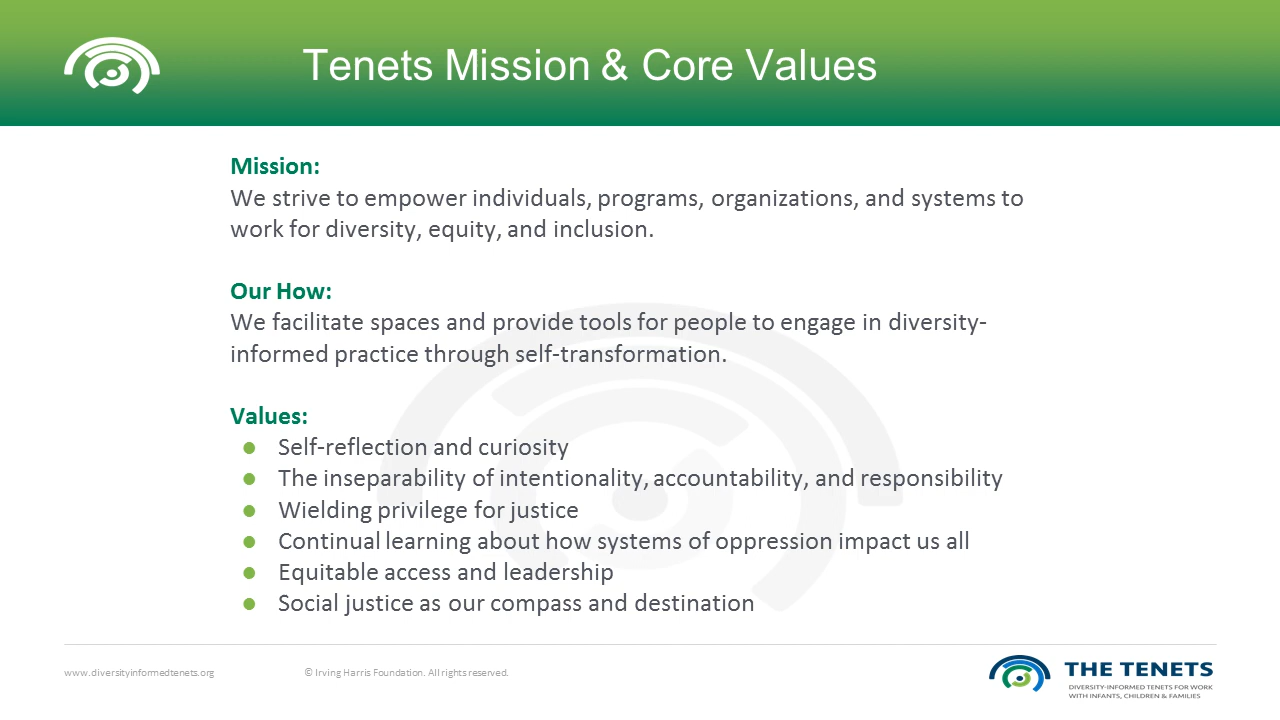 Tenets Mission & Core Values
Mission:
We strive to empower individuals, programs, organizations, and systems to
work for diversity, equity, and inclusion.
Our How:
We facilitate spaces and provide tools for people to engage in diversity-
informed practice through self-transformation.
Values:
● Self-reflection and curiosity
● The inseparability of intentionality, accountability, and responsibility
● Wielding privilege for justice
● Continual learning about how systems of oppression impact us all
● Equitable access and leadership
● Social justice as our compass and destination
www.diversityinformedtenets.org
© Irving Harris Foundation. All rights reserved.
THE TENETS
DIVERSITY-INFORMED TENETS FOR WORK
WITH INFANTS, CHILDREN & FAMILIES